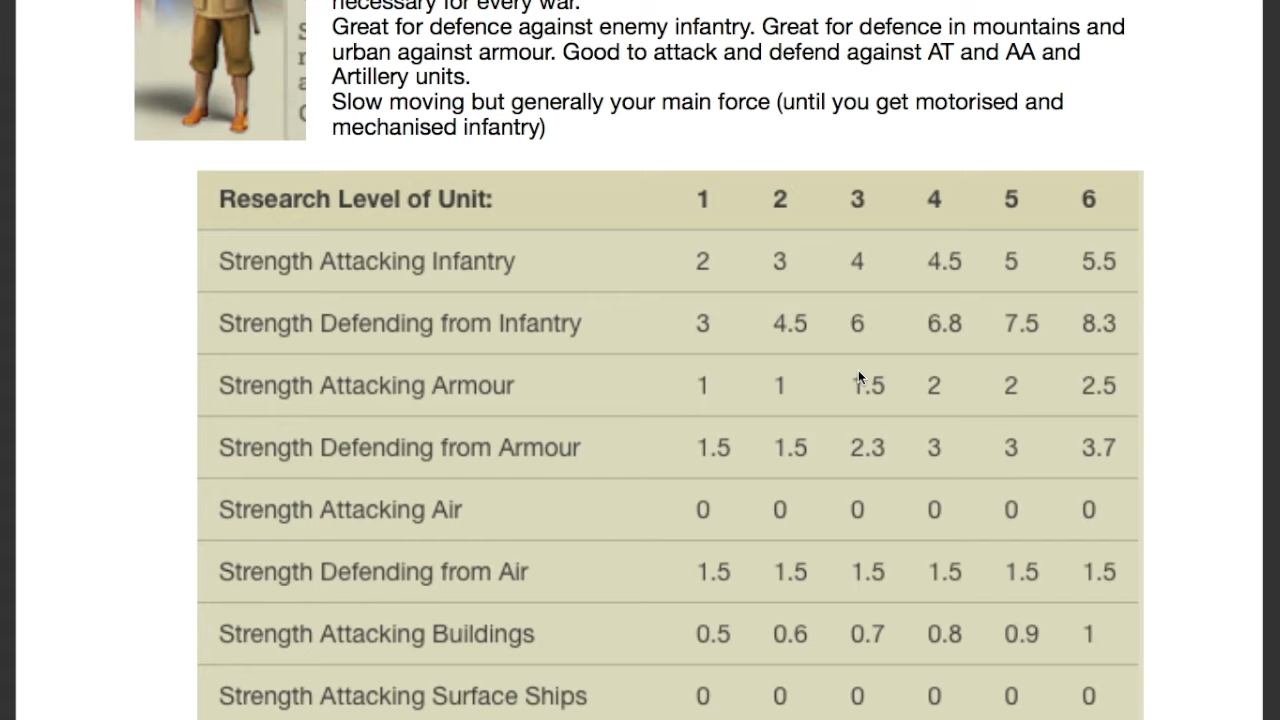 necessary for every war.
Great for defence against enemy infantry. Great for defence in mountains and
urban against armour. Good to attack and defend against AT and AA and
Artillery units.
Slow moving but generally your main force (until you get motorised and
mechanised infantry)
Research Level of Unit: 1 2 3 4 5 6
Strength Attacking Infantry 2 3 4 4.5 5 5.5
Strength Defending from Infantry 3 4.5 6 6.8 7.5 8.3
Strength Attacking Armour 1 1 1.5 2 2 2.5
Strength Defending from Armour 1.5 1.5 2.3 3 3 3.7
Strength Attacking Air 0 0 0 0 0 0
Strength Defending from Air 1.5 1.5 1.5 1.5 1.5 1.5
Strength Attacking Buildings 0.5 0.6 0.7 0.8 0.9 1
Strength Attacking Surface Ships 0 0 0 0 0 0